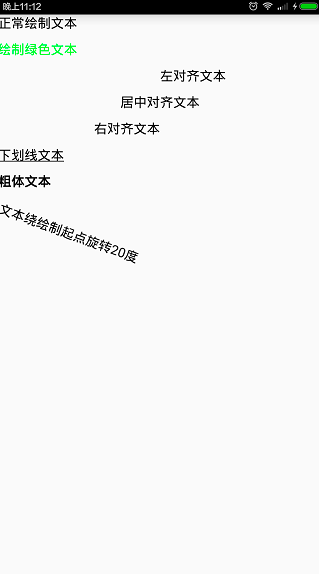 晚上11:12
正常绘制文本
绘制绿色文本
左对齐文本
居中对齐文本
右对齐文本
下划线文本
粗体文本
文本绕绘制起点旋转20度